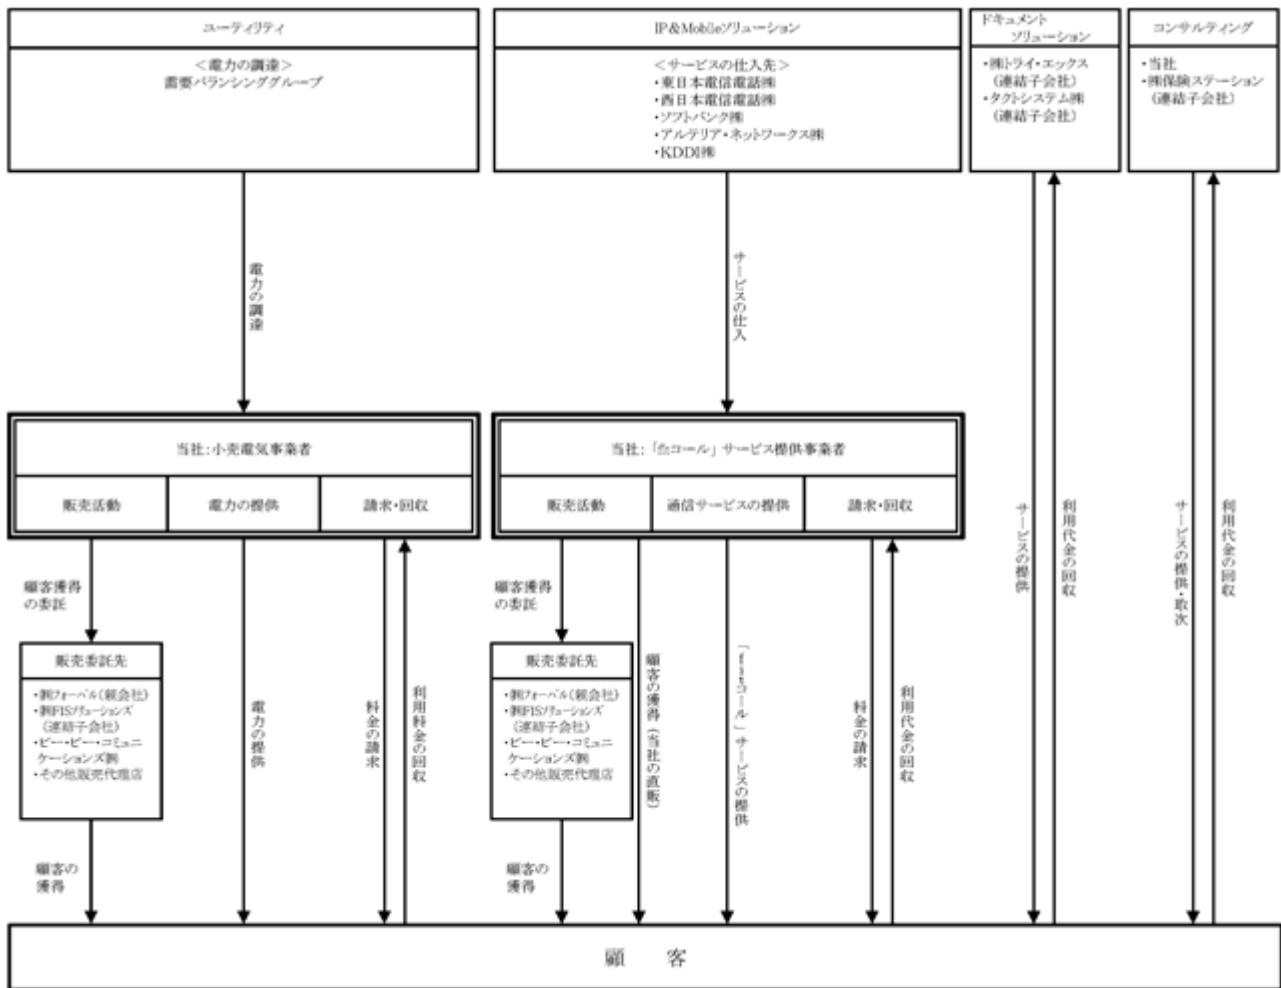 ユーティリティ
<電力の調達>
需要バランシンググループ
IP&Mobileソリューション
<サービスの仕入先>
・東日本電信電話㈱
・西日本電信電話㈱
・ソフトバンク㈱
・アルテリア・ネットワークス㈱
・KDDI㈱
ドキュメント
ソリューション
・㈱トライ・エックス
(連結子会社)
・タクトシステム㈱
(連結子会社)
コンサルティング
・当社
・㈱保険ステーション
(連結子会社)
電力の調達
サービスの仕入
当社:小売電気事業者
販売活動
電力の提供
請求・回収
当社:「fitコール」サービス提供事業者
販売活動
通信サービスの提供
請求・回収
サービスの提供
利用代金の回収
サービスの提供・取次
利用代金の回収
顧客獲得
の委託
販売委託先
・㈱フォーバル(親会社)
・㈱FISソリューションズ
(連結子会社)
・ビー・ビー・コミュニ
ケーションズ㈱
・その他販売代理店
顧客の
獲得
電力の提供
料金の請求
利用料金の回収
顧客獲得
の委託
販売委託先
・㈱フォーバル(親会社)
・㈱FISソリューションズ
(連結子会社)
・ビー・ビー・コミュニ
ケーションズ㈱
・その他販売代理店
顧客の
獲得
顧客の獲得(当社の直販)
「fitコール」サービスの提供
料金の請求
利用代金の回収
顧 客